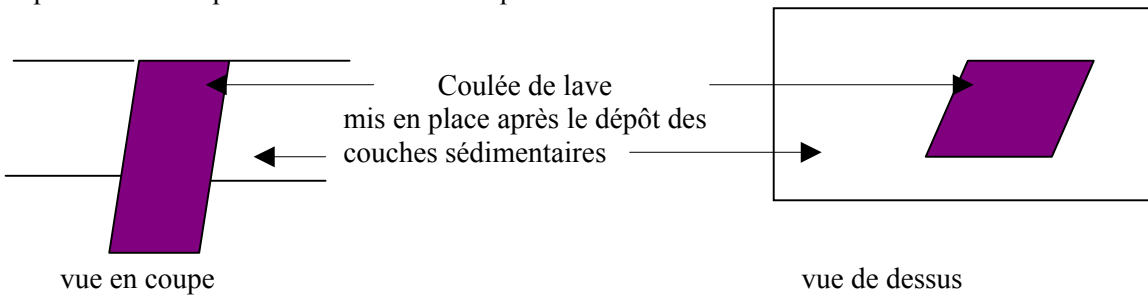 Coulée de lave
mis en place après le dépôt des
couches sédimentaires
vue en coupe
vue de dessus